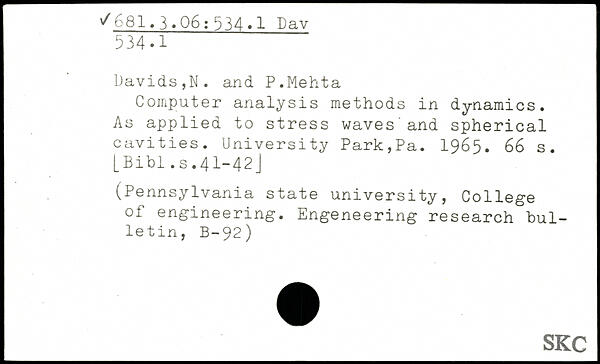 ✓681.3.06:534.1 Dav
534.1
Davids,N. and P.Mehta
Computer analysis methods in dynamics.
As applied to stress waves and spherical
cavities. University Park,Pa. 1965. 66 s.
⌊Bibl.s.41-42⌋
(Pennsylvania state university, College
of engineering. Engeneering research bul-
letin, B-92)
SKC